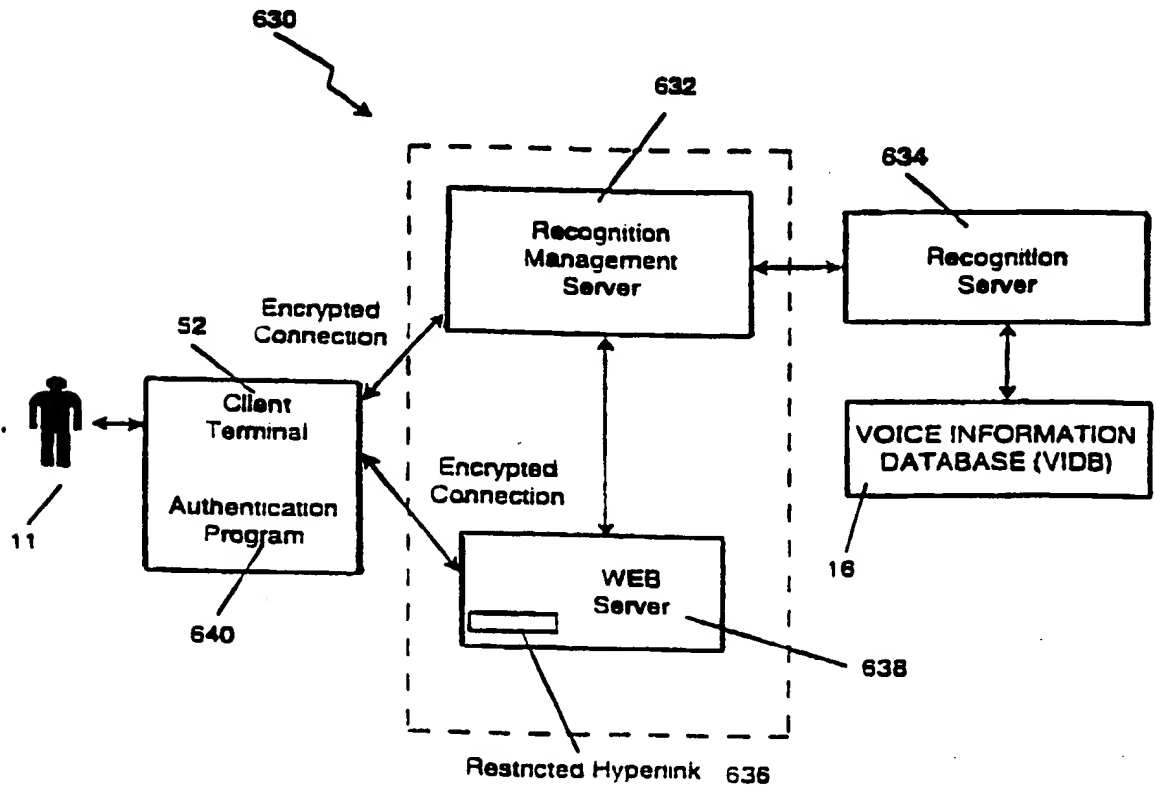 630
632
634
Recognition
Management
Server
Recognition
Server
Encrypted
Connection
52
Client
Terminal
VOICE INFORMATION
DATABASE (VIDB)
Encrypted
Connection
Authentication
Program
11
16
WEB
Server
640
638
Restricted Hyperlink 636